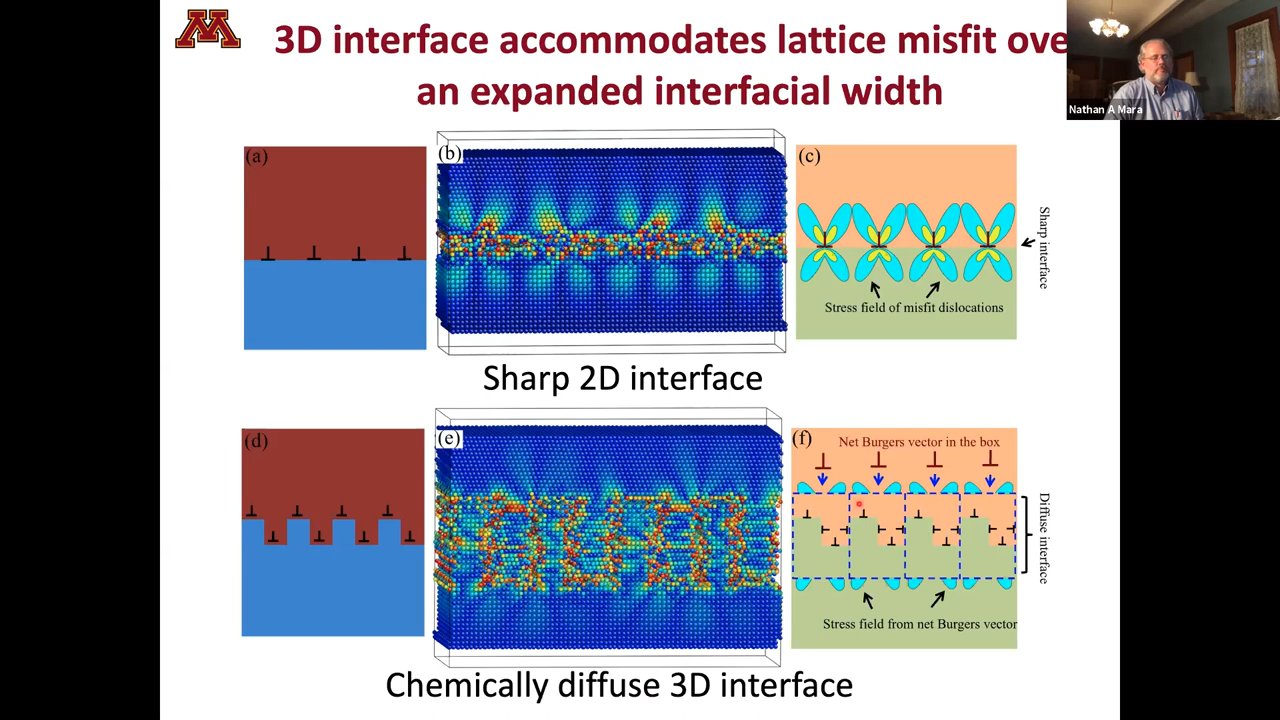 3D interface accommodates lattice misfit ove
an expanded interfacial width
Nathan A Mara
(a)
(b)
(c)
Sharp interface
Stress field of misfit dislocations
Sharp 2D interface
(d)
(e)
(f)
Net Burgers vector in the box
Diffuse interface
Stress field from net Burgers vector
Chemically diffuse 3D interface